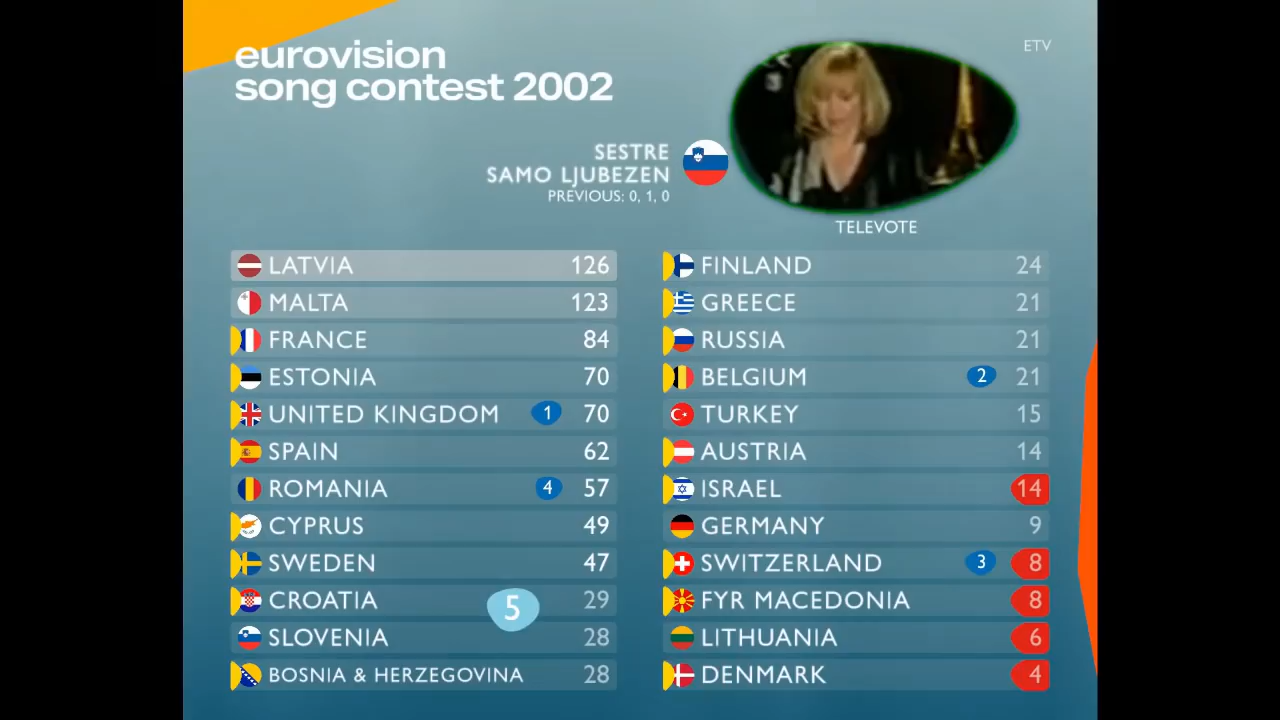 eurovision
song contest 2002
ETV
SESTRE
SAMO LJUBEZEN
PREVIOUS: 0, 1, 0
TELEVOTE
LATVIA 126
MALTA 123
FRANCE 84
ESTONIA 70
UNITED KINGDOM 1 70
SPAIN 62
ROMANIA 4 57
CYPRUS 49
SWEDEN 47
CROATIA 29
5
SLOVENIA 28
BOSNIA & HERZEGOVINA 28
FINLAND 24
GREECE 21
RUSSIA 21
BELGIUM 2 21
TURKEY 15
AUSTRIA 14
ISRAEL 14
GERMANY 9
SWITZERLAND 3 8
FYR MACEDONIA 8
LITHUANIA 6
DENMARK 4